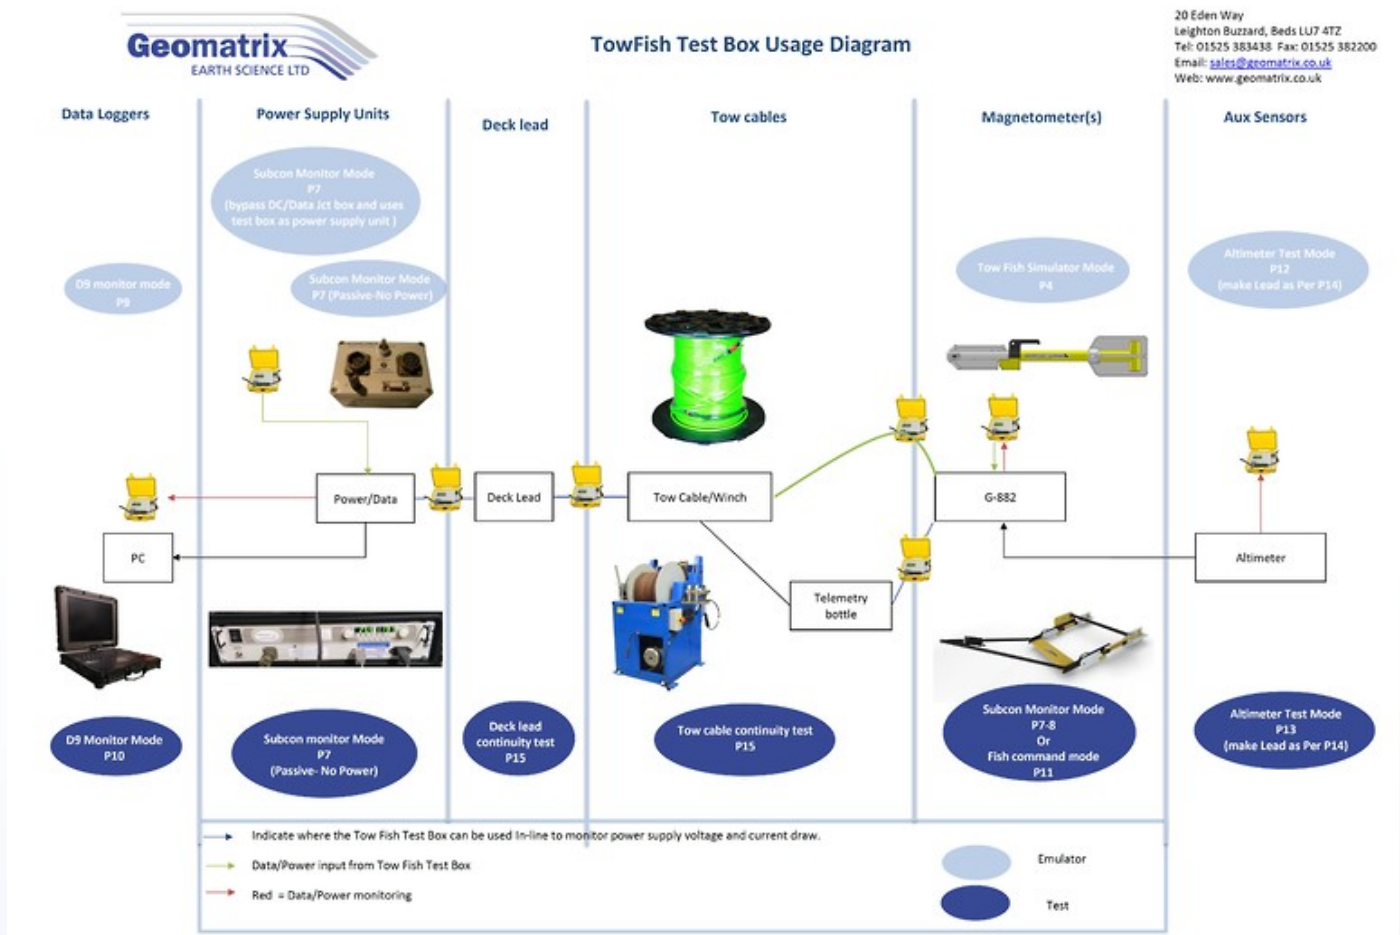 Geomatrix
EARTH SCIENCE LTD
TowFish Test Box Usage Diagram
20 Eden Way
Leighton Buzzard, Beds LU7 4TZ
Tel: 01525 383438 Fax: 01525 382200
Email: sales@geomatrix.co.uk
Web: www.geomatrix.co.uk
Data Loggers
Power Supply Units
Deck lead
Tow cables
Magnetometer(s)
Aux Sensors
Subcon Monitor Mode
P7
(bypass DC/Data Jct box and uses
test box as power supply unit )
D9 monitor mode
P9
Subcon Monitor Mode
P7 (Passive-No Power)
Tow Fish Simulator Mode
P4
Altimeter Test Mode
P12
(make Lead as Per P14)
Power/Data
Deck Lead
Tow Cable/Winch
G-882
PC
Altimeter
Telemetry
bottle
D9 Monitor Mode
P10
Subcon monitor Mode
P7
(Passive- No Power)
Deck lead
continuity test
P15
Tow cable continuity test
P15
Subcon Monitor Mode
P7-8
Or
Fish command mode
P11
Altimeter Test Mode
P13
(make Lead as Per P14)
Indicate where the Tow Fish Test Box can be used In-line to monitor power supply voltage and current draw.
Data/Power input from Tow Fish Test Box
Red = Data/Power monitoring
Emulator
Test